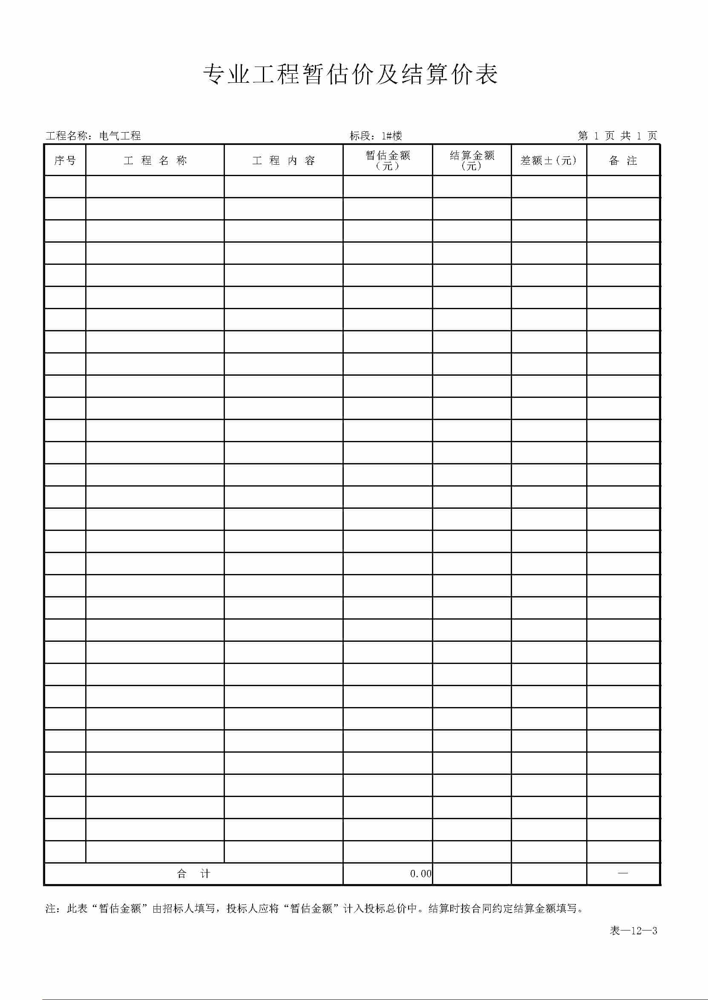 专业工程暂估价及结算价表
工程名称：电气工程 标段：1#楼 第 1 页 共 1 页
序号 工 程 名 称 工 程 内 容 暂估金额（元） 结算金额（元） 差额±（元） 备 注
合 计 0.00 —
注：此表“暂估金额”由招标人填写，投标人应将“暂估金额”计入投标总价中。结算时按合同约定结算金额填写。
表—12—3